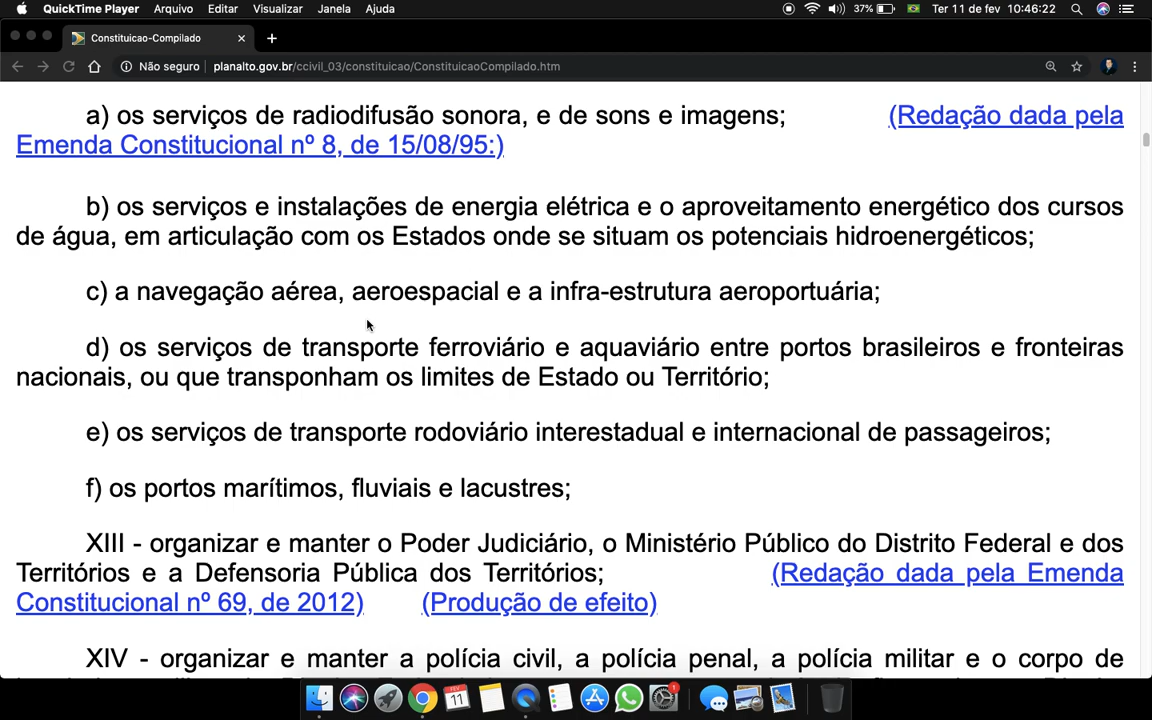 QuickTime Player Arquivo Editar Visualizar Janela Ajuda 37% Ter 11 de fev 10:46:22
Constituicao-Compilado
Não seguro planalto.gov.br/ccivil_03/constituicao/ConstituicaoCompilado.htm
a) os serviços de radiodifusão sonora, e de sons e imagens; (Redação dada pela
Emenda Constitucional nº 8, de 15/08/95:)
b) os serviços e instalações de energia elétrica e o aproveitamento energético dos cursos
de água, em articulação com os Estados onde se situam os potenciais hidroenergéticos;
c) a navegação aérea, aeroespacial e a infra-estrutura aeroportuária;
d) os serviços de transporte ferroviário e aquaviário entre portos brasileiros e fronteiras
nacionais, ou que transponham os limites de Estado ou Território;
e) os serviços de transporte rodoviário interestadual e internacional de passageiros;
f) os portos marítimos, fluviais e lacustres;
XIII - organizar e manter o Poder Judiciário, o Ministério Público do Distrito Federal e dos
Territórios e a Defensoria Pública dos Territórios; (Redação dada pela Emenda
Constitucional nº 69, de 2012) (Produção de efeito)
XIV - organizar e manter a polícia civil, a polícia penal, a polícia militar e o corpo de
FEV
11
1